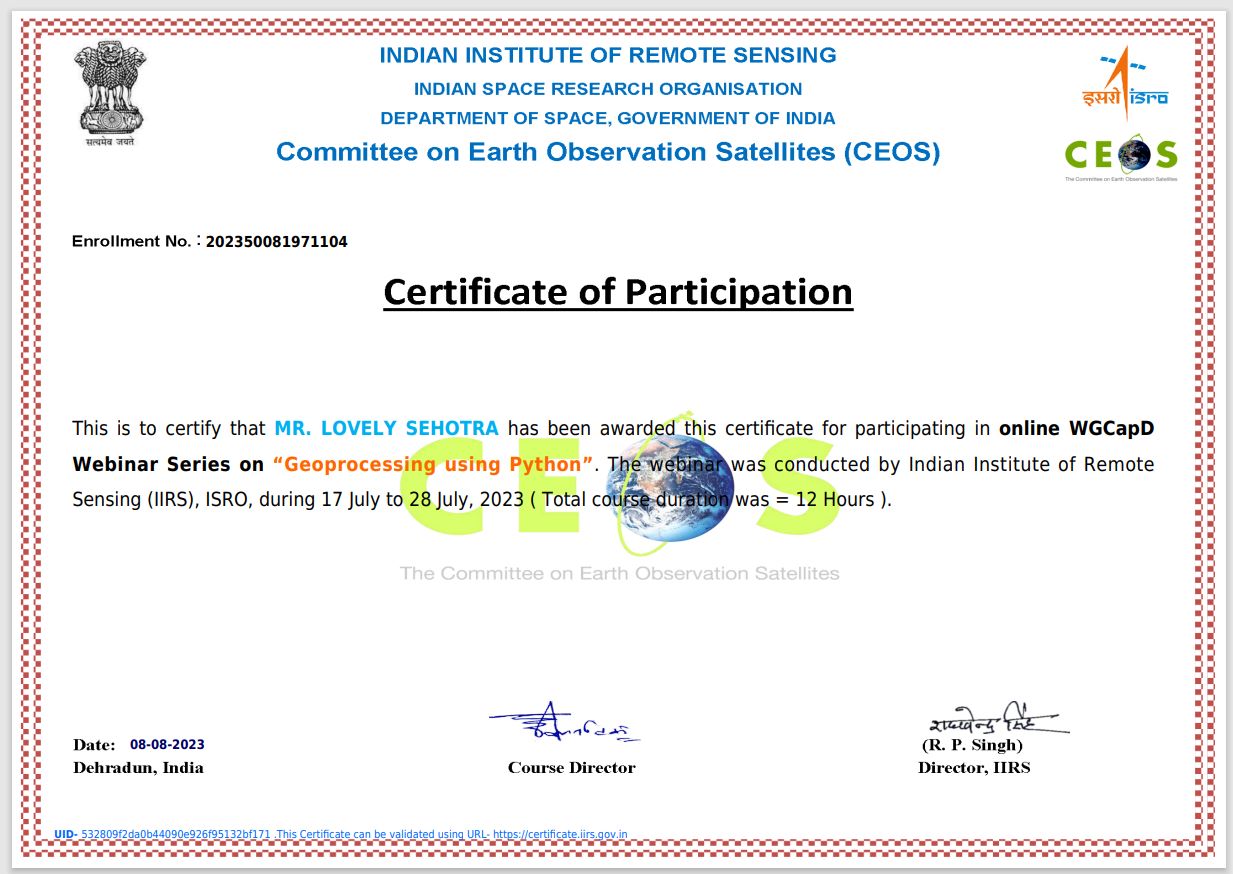 INDIAN INSTITUTE OF REMOTE SENSING
INDIAN SPACE RESEARCH ORGANISATION
DEPARTMENT OF SPACE, GOVERNMENT OF INDIA
Committee on Earth Observation Satellites (CEOS)
सत्यमेव जयते
इसरो isro
CEOS
The Committee on Earth Observation Satellites
Enrollment No. : 202350081971104
Certificate of Participation
This is to certify that MR. LOVELY SEHOTRA has been awarded this certificate for participating in online WGCapD
Webinar Series on “Geoprocessing using Python”. The webinar was conducted by Indian Institute of Remote
Sensing (IIRS), ISRO, during 17 July to 28 July, 2023 ( Total course duration was = 12 Hours ).
CEOS
The Committee on Earth Observation Satellites
Date: 08-08-2023
Dehradun, India
Course Director
(R. P. Singh)
Director, IIRS
UID- 532809f2da0b44090e926f95132bf171 .This Certificate can be validated using URL- https://certificate.iirs.gov.in